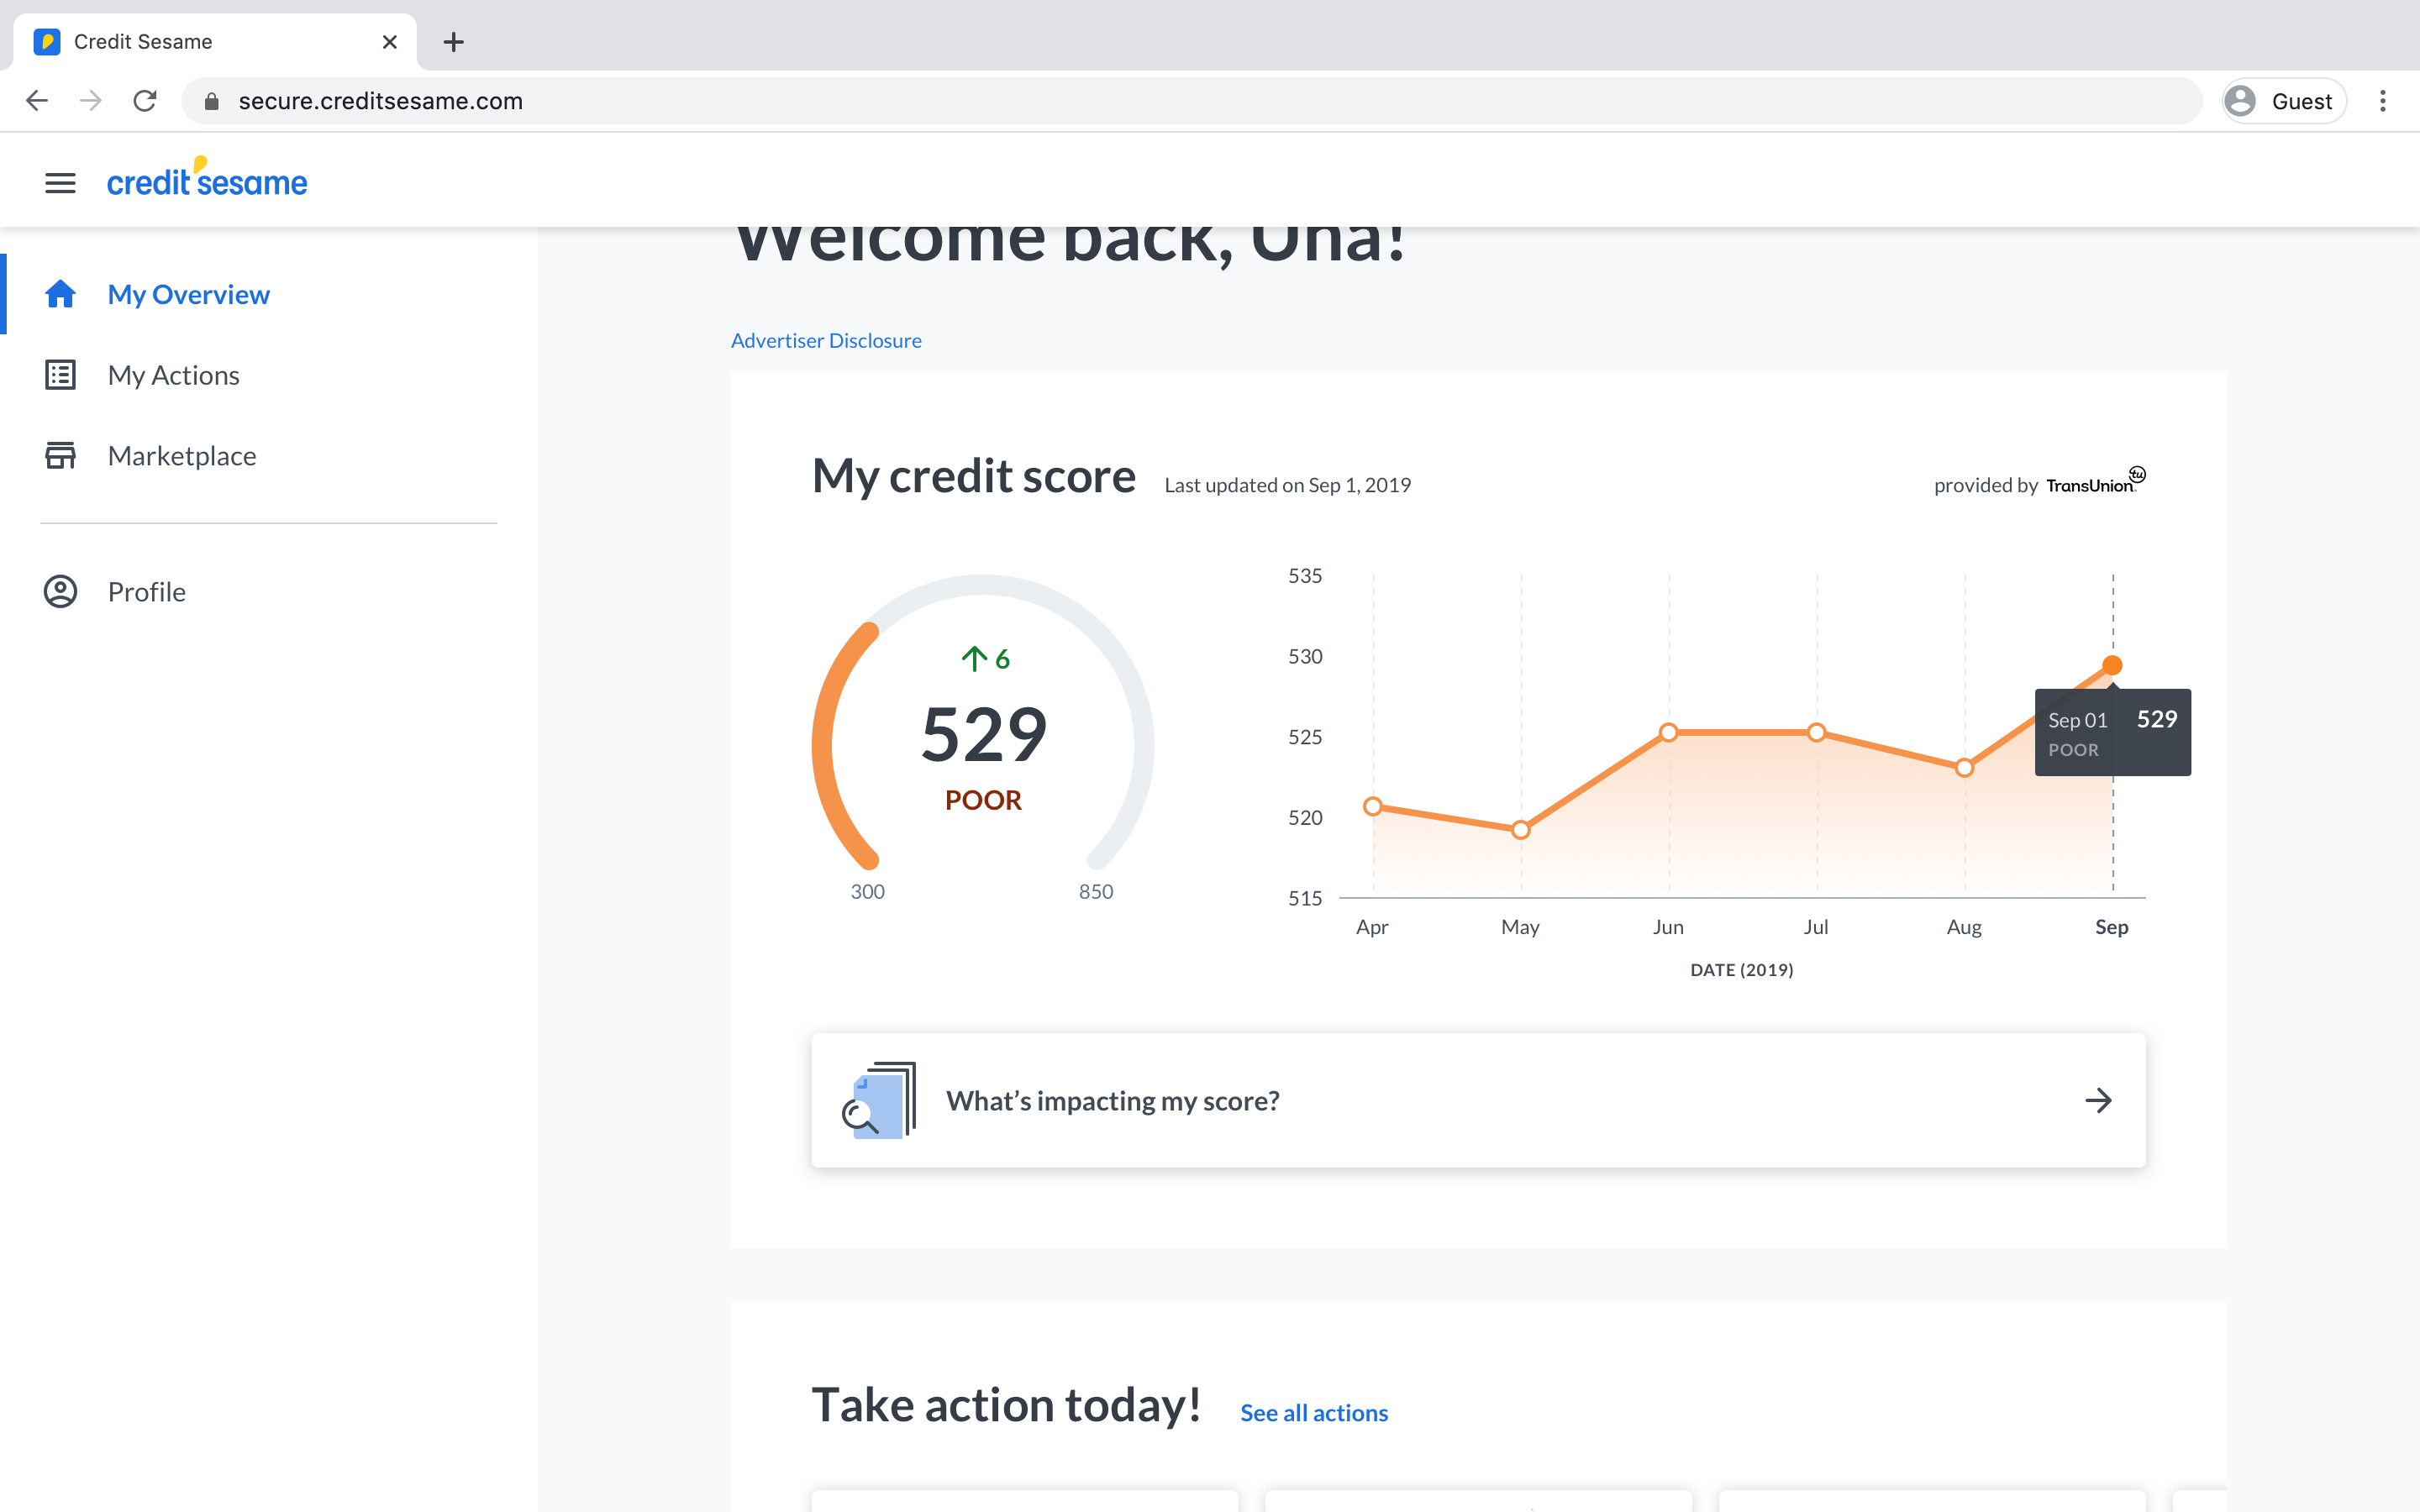 Credit Sesame
secure.creditsesame.com
Guest
credit sesame
Welcome back, Una!
My Overview
My Actions
Marketplace
Profile
Advertiser Disclosure
My credit score Last updated on Sep 1, 2019 provided by TransUnion tu
6
529
POOR
300 850
535
530
525
520
515
Sep 01 529
POOR
Apr May Jun Jul Aug Sep
DATE (2019)
What’s impacting my score?
Take action today! See all actions